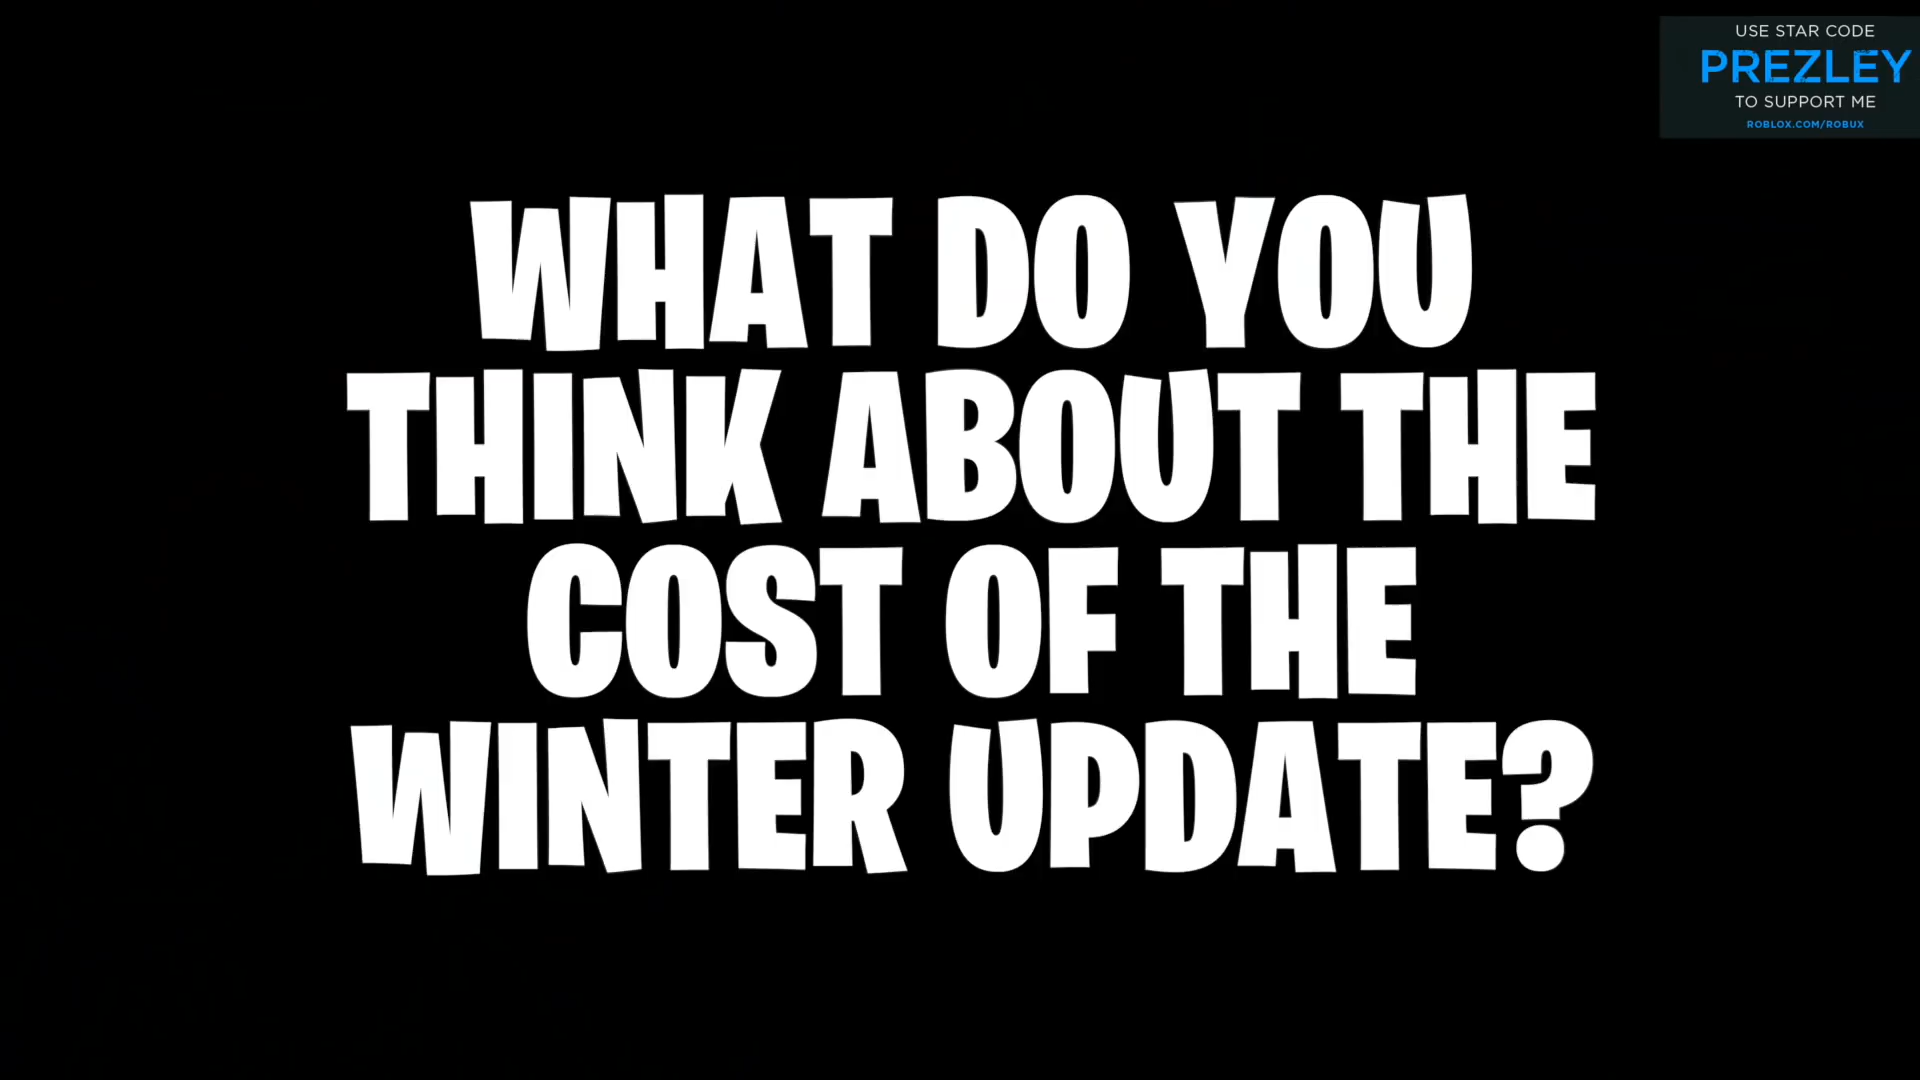 USE STAR CODE
PREZLEY
TO SUPPORT ME
ROBLOX.COM/ROBUX
WHAT DO YOU
THINK ABOUT THE
COST OF THE
WINTER UPDATE?